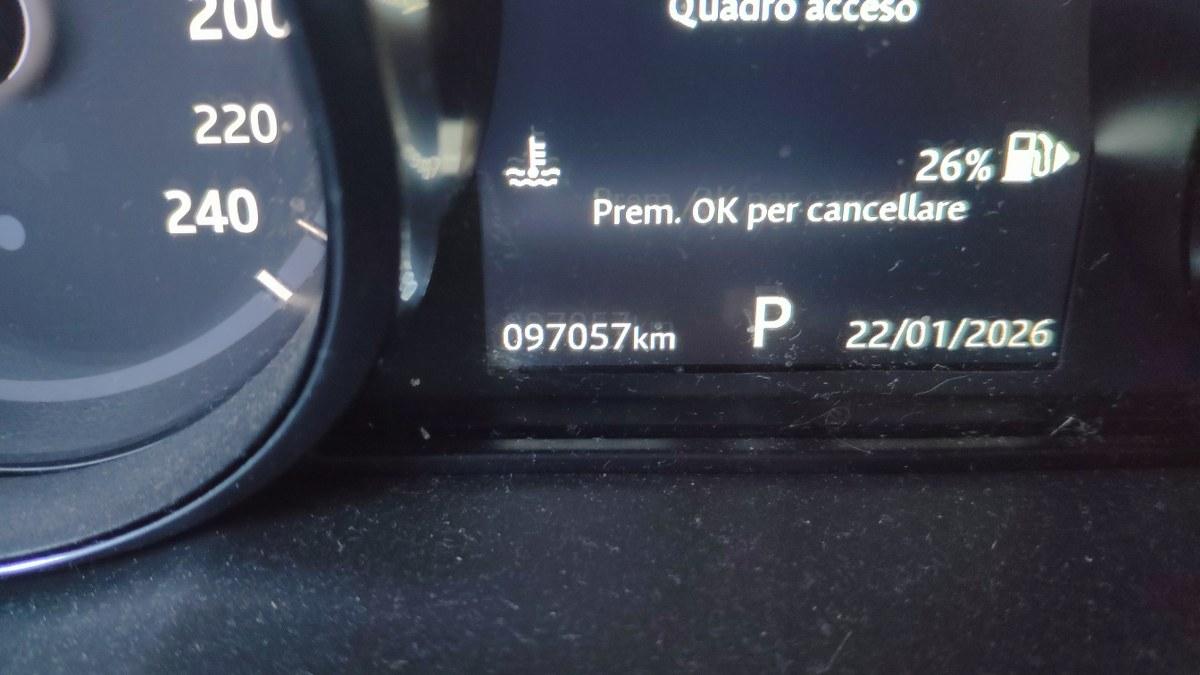 200
Quadro acceso
220
26%
240
Prem. OK per cancellare
097057km P 22/01/2026